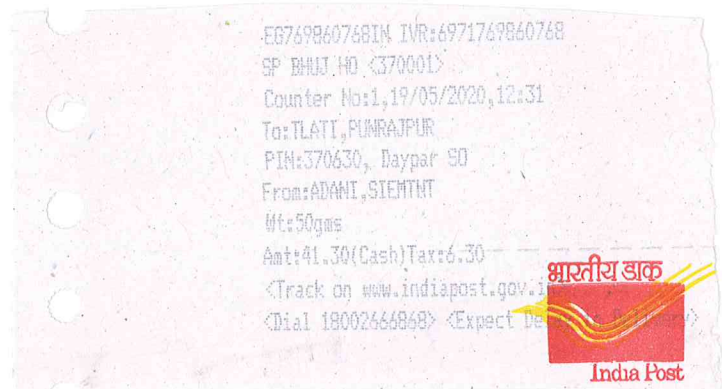 EG769860768IN IVR:6971769860768
SP BHUJ HO <370001>
Counter No:1,19/05/2020,12:31
To:TLATI,PUNRAJPUR
PIN:370630, Daypar SO
From:ADANI,SIEMTNT
Wt:50gms
Amt:41.30(Cash)Tax:6.30
<Track on www.indiapost.gov.i
<Dial 18002666868> <Expect
भारतीय डाक
India Post